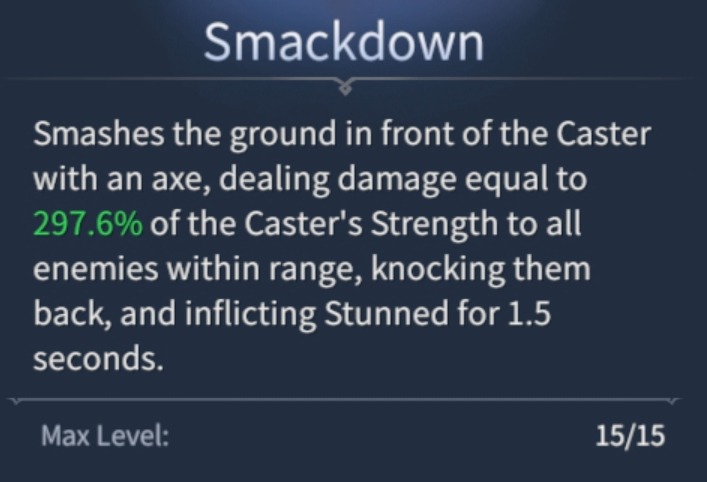 Smackdown
Smashes the ground in front of the Caster
with an axe, dealing damage equal to
297.6% of the Caster's Strength to all
enemies within range, knocking them
back, and inflicting Stunned for 1.5
seconds.
Max Level: 15/15